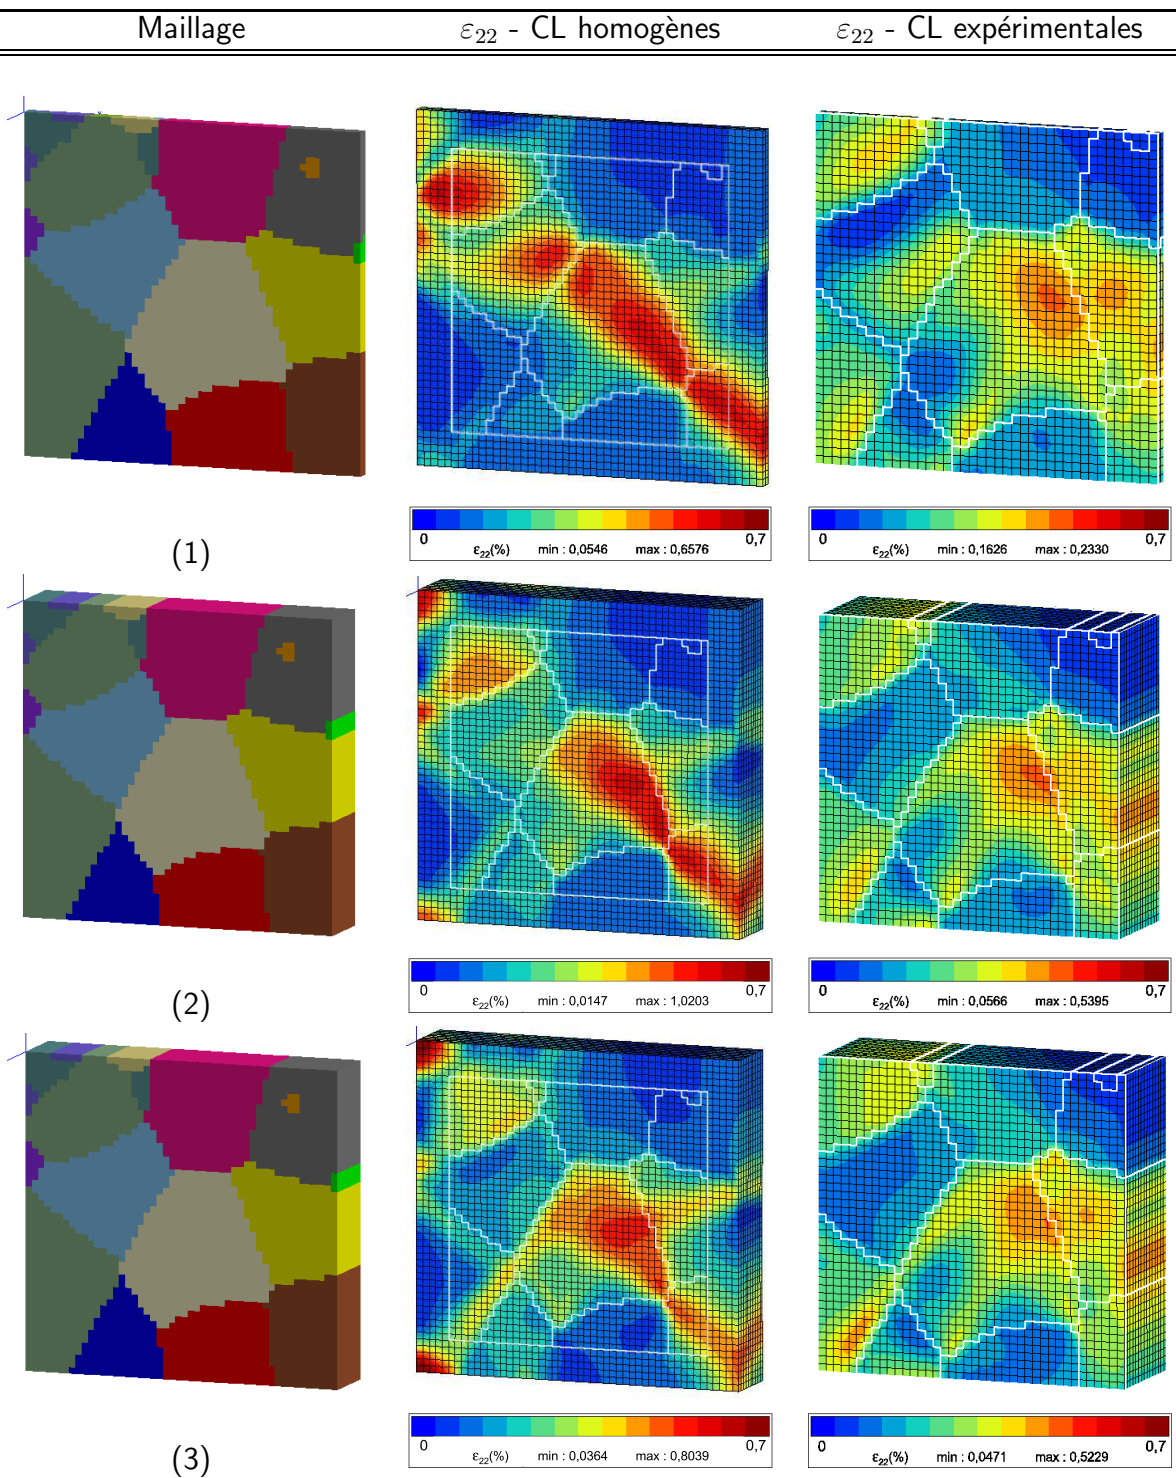 Maillage
ε22 - CL homogènes
ε22 - CL expérimentales
0 0,7
ε22(%) min : 0,0546 max : 0,6576
0 0,7
ε22(%) min : 0,1626 max : 0,2330
(1)
0 0,7
ε22(%) min : 0,0147 max : 1,0203
0 0,7
ε22(%) min : 0,0566 max : 0,5395
(2)
0 0,7
ε22(%) min : 0,0364 max : 0,8039
0 0,7
ε22(%) min : 0,0471 max : 0,5229
(3)